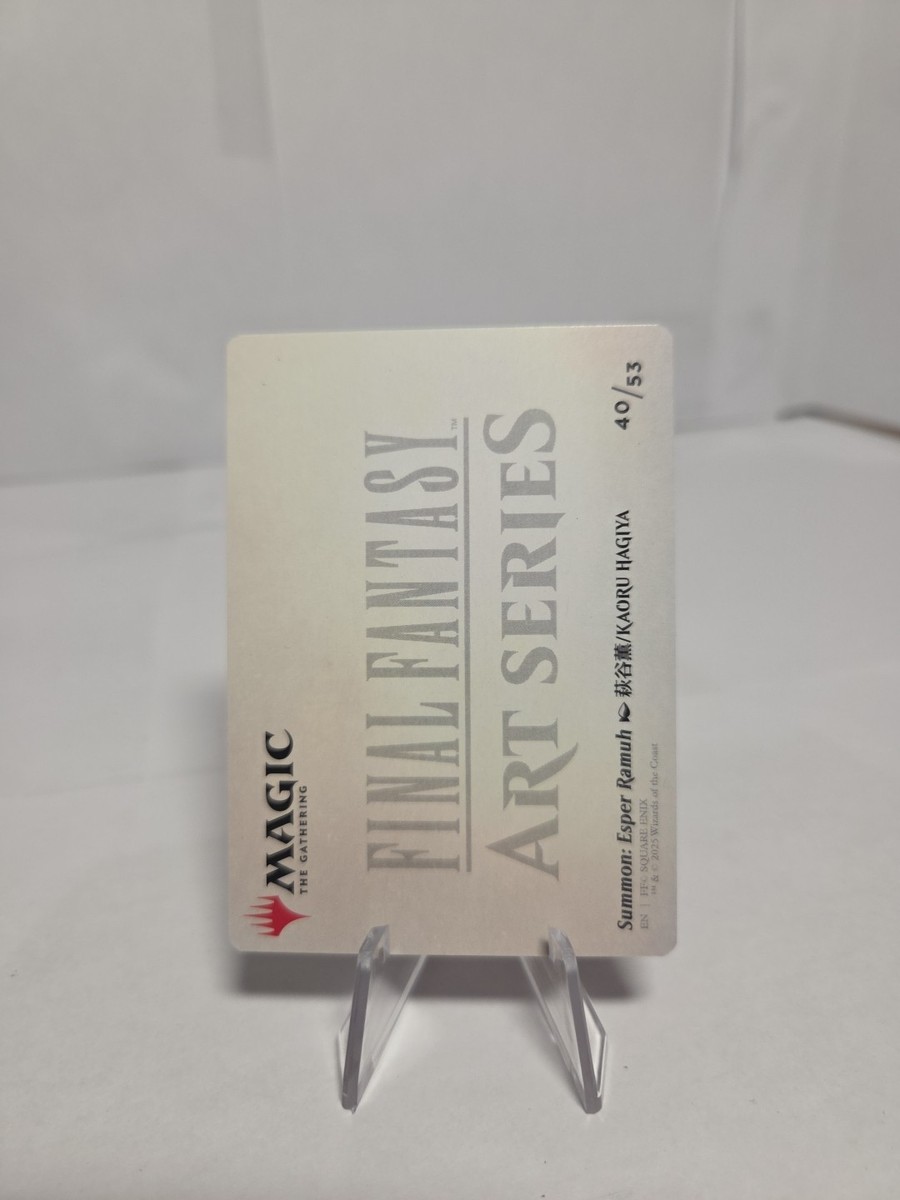 MAGIC
THE GATHERING
FINAL FANTASY™
ART SERIES
40/53
Summon: Esper Ramuh 萩谷薫/KAORU HAGIYA
EN | FF© SQUARE ENIX
™ & © 2025 Wizards of the Coast